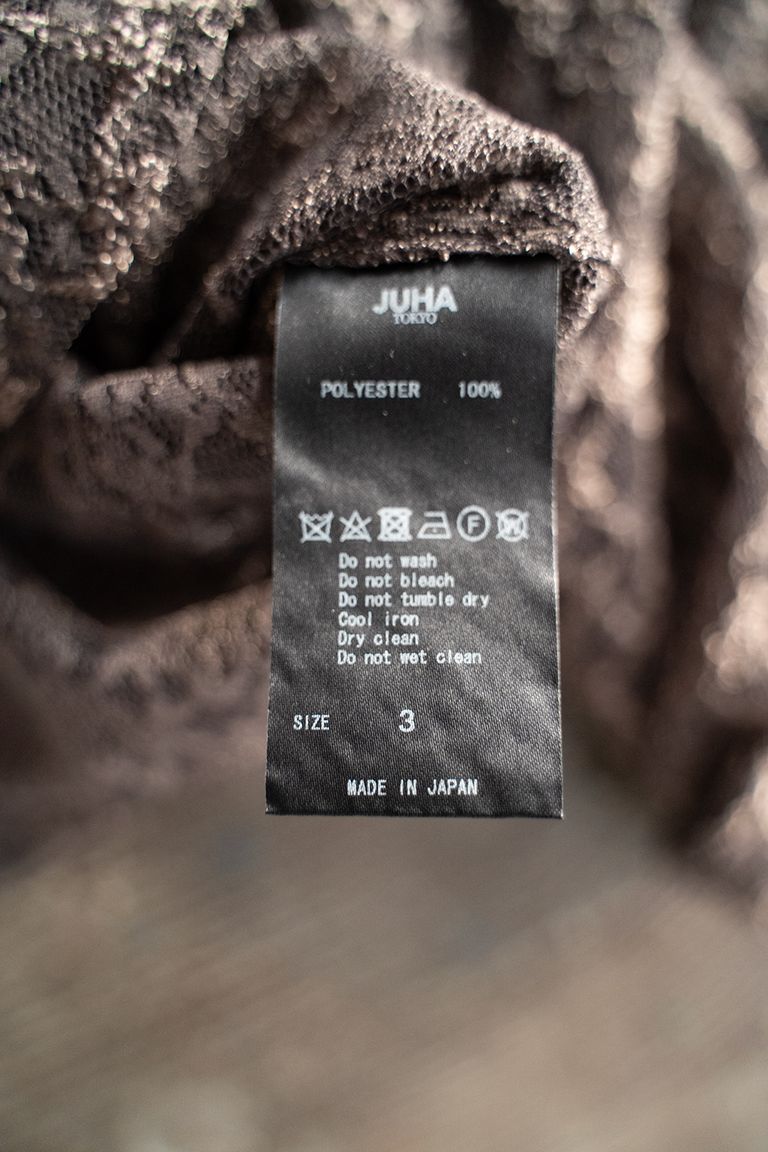 JUHA
TOKYO
POLYESTER 100%
F W
Do not wash
Do not bleach
Do not tumble dry
Cool iron
Dry clean
Do not wet clean
SIZE 3
MADE IN JAPAN